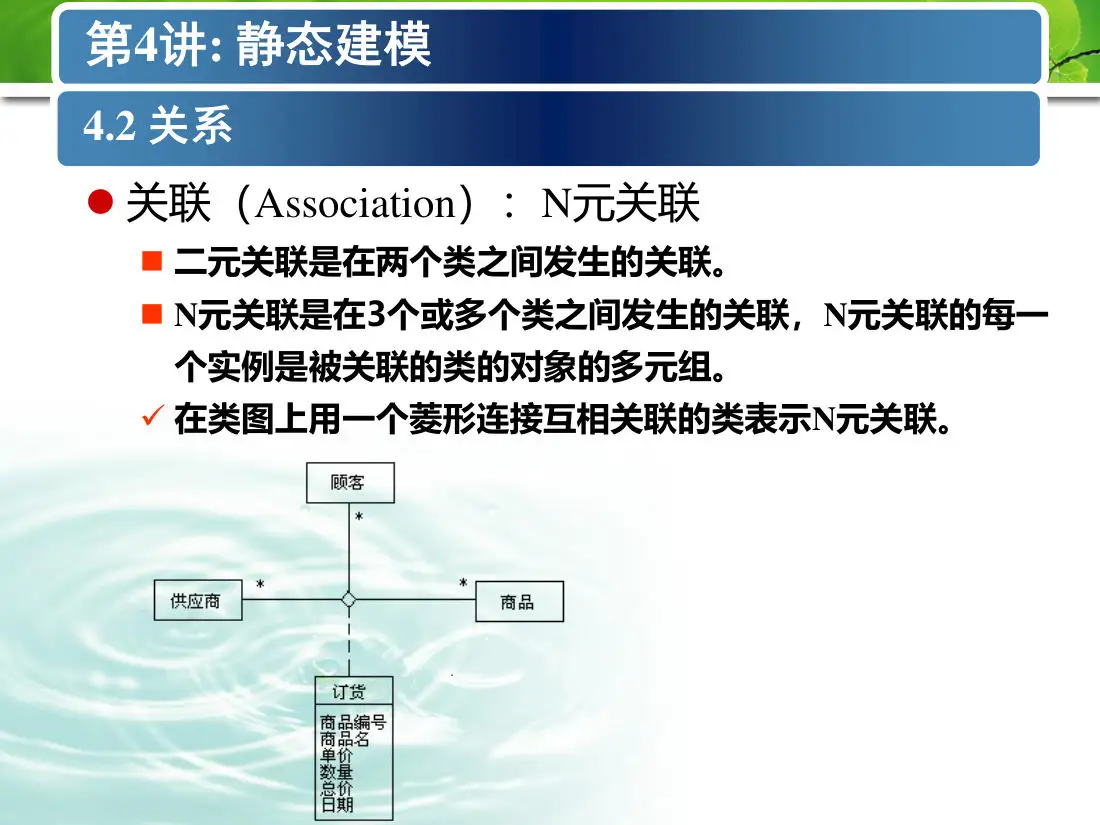 第4讲: 静态建模
4.2 关系
关联（Association）：N元关联
二元关联是在两个类之间发生的关联。
N元关联是在3个或多个类之间发生的关联，N元关联的每一
个实例是被关联的类的对象的多元组。
在类图上用一个菱形连接互相关联的类表示N元关联。
顾客
*
供应商
*
*
商品
订货
商品编号
商品名
单价
数量
总价
日期